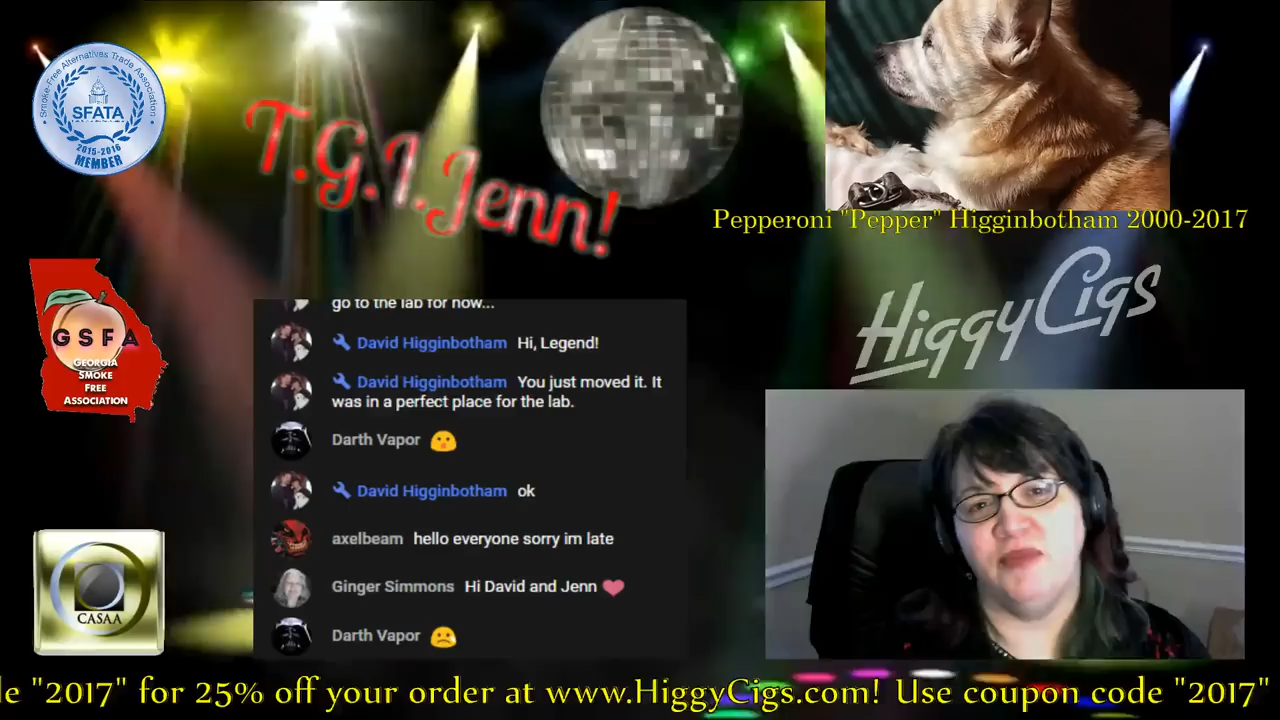 Smoke-Free Alternatives Trade Association
SFATA
2015-2016
MEMBER
T.G.I.Jenn!
Pepperoni "Pepper" Higginbotham 2000-2017
HiggyCigs
GSFA
GEORGIA
SMOKE
FREE
ASSOCIATION
CASAA
go to the lab for now...
David Higginbotham Hi, Legend!
David Higginbotham You just moved it. It
was in a perfect place for the lab.
Darth Vapor 😮
David Higginbotham ok
axelbeam hello everyone sorry im late
Ginger Simmons Hi David and Jenn ❤
Darth Vapor 😢
de "2017" for 25% off your order at www.HiggyCigs.com! Use coupon code "2017"